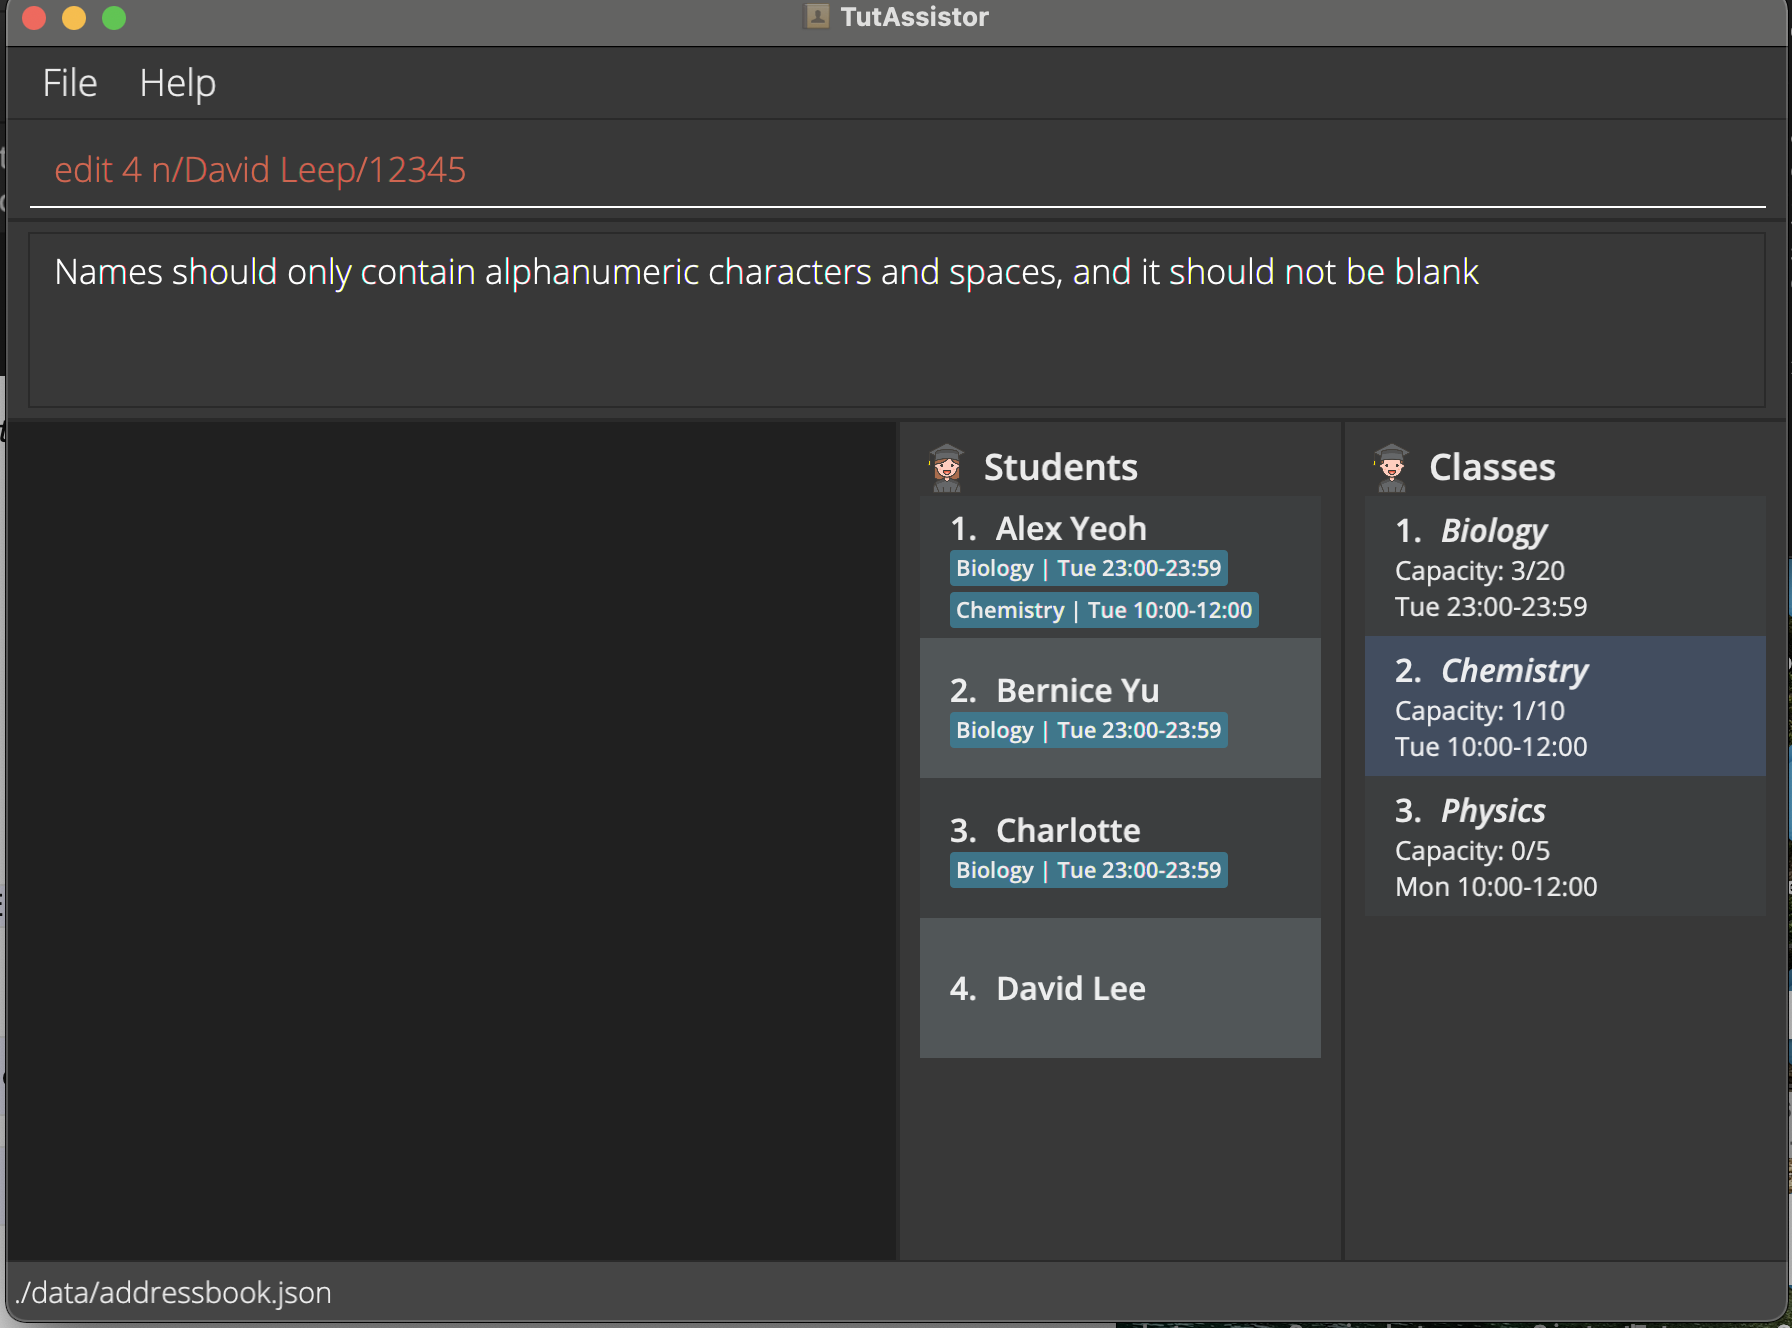 TutAssistor
File Help
edit 4 n/David Leep/12345
Names should only contain alphanumeric characters and spaces, and it should not be blank
Students
1. Alex Yeoh
Biology | Tue 23:00-23:59
Chemistry | Tue 10:00-12:00
2. Bernice Yu
Biology | Tue 23:00-23:59
3. Charlotte
Biology | Tue 23:00-23:59
4. David Lee
Classes
1. Biology
Capacity: 3/20
Tue 23:00-23:59
2. Chemistry
Capacity: 1/10
Tue 10:00-12:00
3. Physics
Capacity: 0/5
Mon 10:00-12:00
./data/addressbook.json